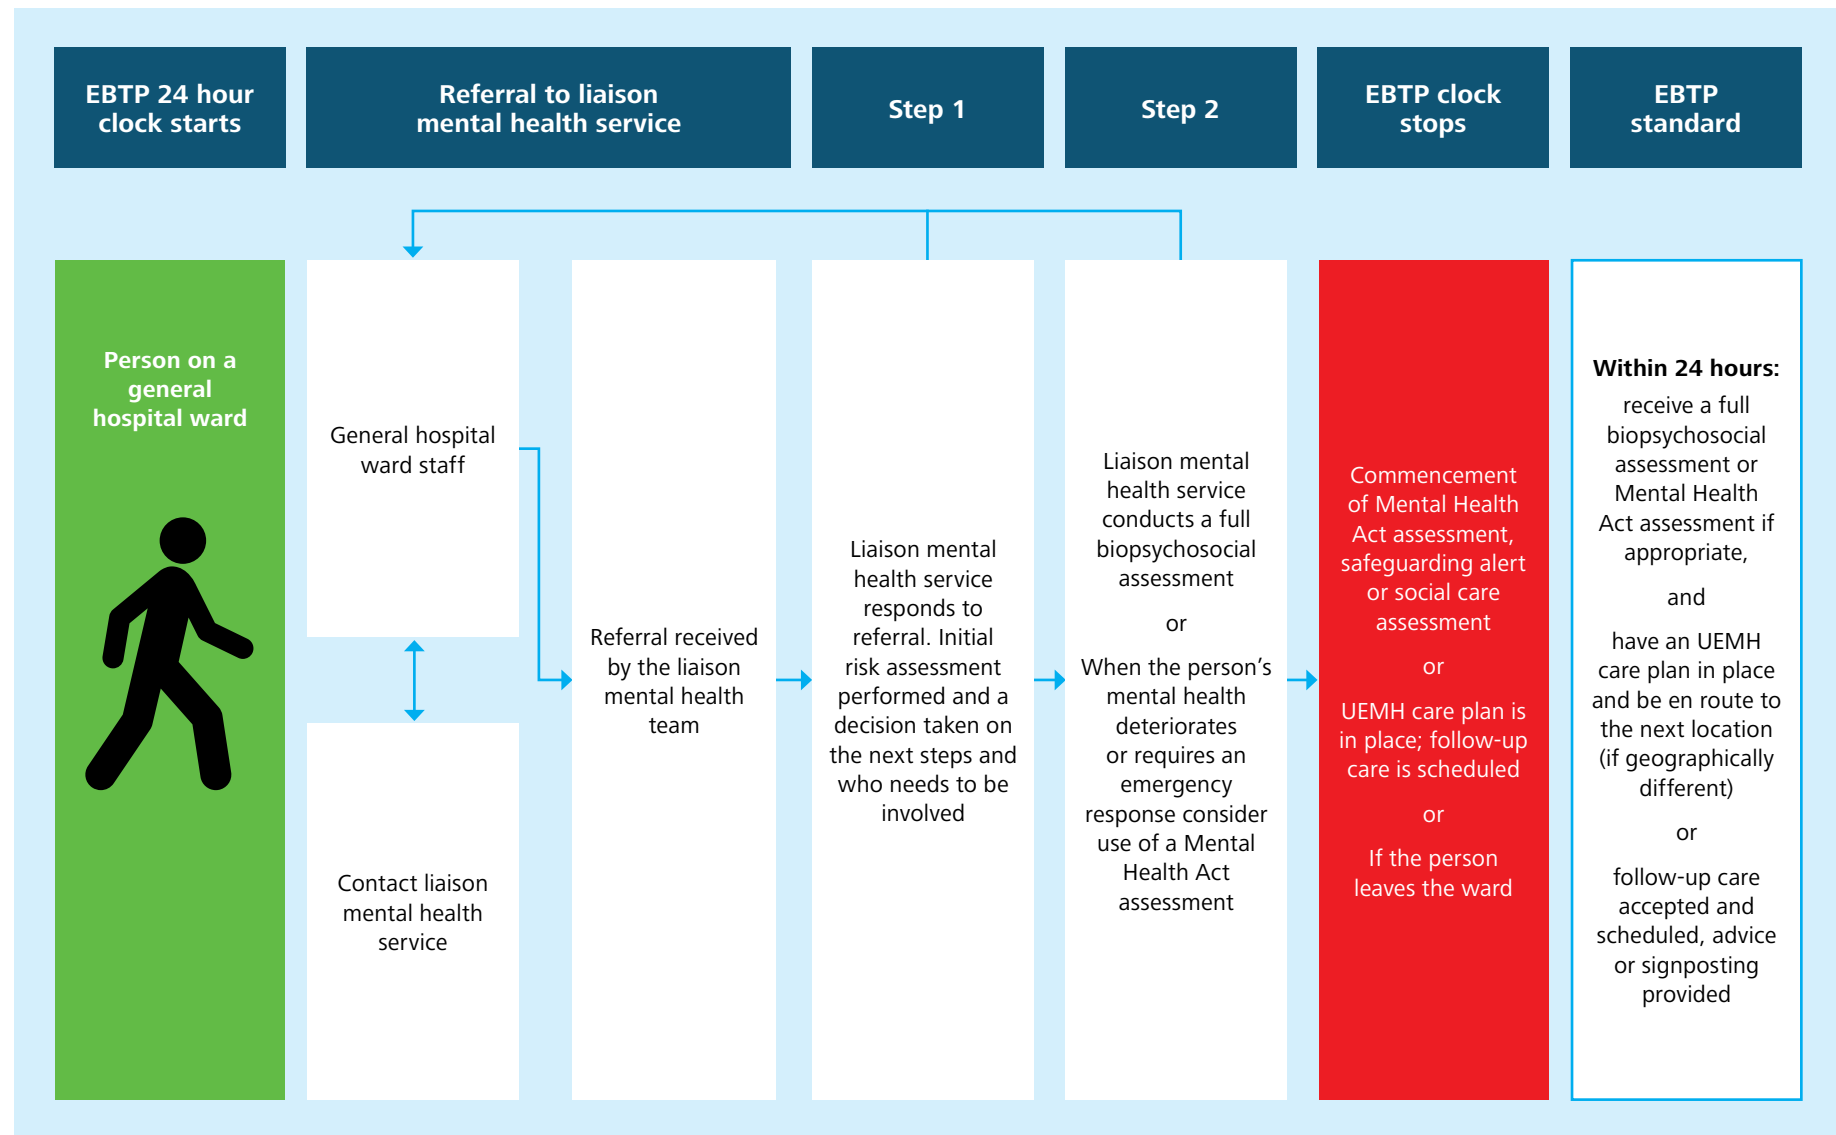 EBTP 24 hour
clock starts
Referral to liaison
mental health service
Step 1
Step 2
EBTP clock
stops
EBTP
standard
Person on a
general
hospital ward
General hospital
ward staff
Contact liaison
mental health
service
Referral received
by the liaison
mental health
team
Liaison mental
health service
responds to
referral. Initial
risk assessment
performed and a
decision taken on
the next steps and
who needs to be
involved
Liaison mental
health service
conducts a full
biopsychosocial
assessment
or
When the person’s
mental health
deteriorates
or requires an
emergency
response consider
use of a Mental
Health Act
assessment
Commencement
of Mental Health
Act assessment,
safeguarding alert
or social care
assessment
or
UEMH care plan is
in place; follow-up
care is scheduled
or
If the person
leaves the ward
Within 24 hours:
receive a full
biopsychosocial
assessment or
Mental Health
Act assessment if
appropriate,
and
have an UEMH
care plan in place
and be en route to
the next location
(if geographically
different)
or
follow-up care
accepted and
scheduled, advice
or signposting
provided